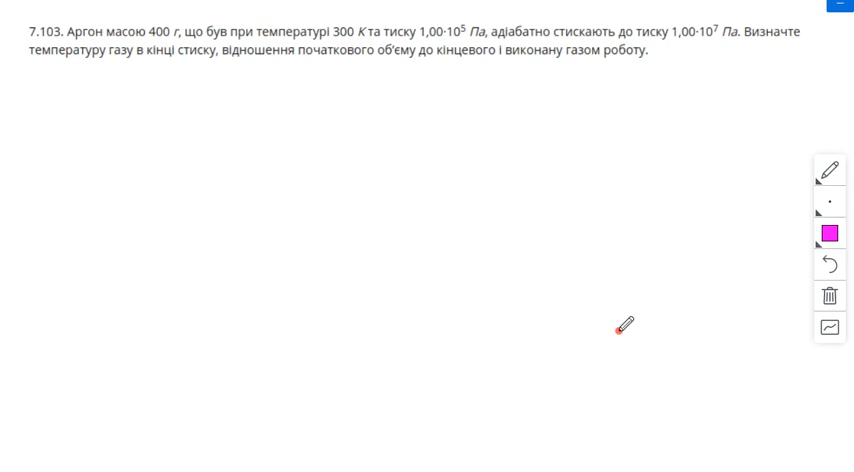 7.103. Аргон масою 400 г, що був при температурі 300 К та тиску 1,00·10⁵ Па, адіабатно стискають до тиску 1,00·10⁷ Па. Визначте
температуру газу в кінці стиску, відношення початкового об'єму до кінцевого і виконану газом роботу.